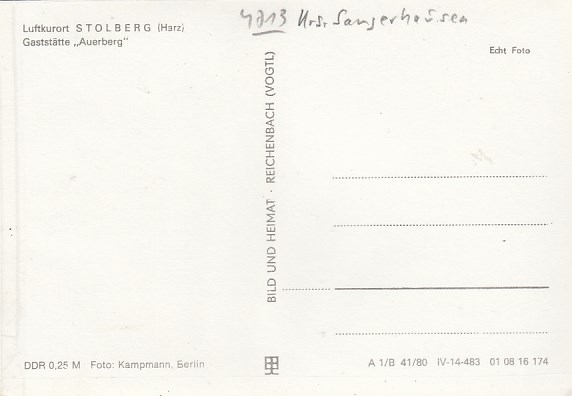 4713 Krs. Sangerhausen
Luftkurort STOLBERG (Harz)
Gaststätte „Auerberg"
Echt Foto
BILD UND HEIMAT · REICHENBACH (VOGTL)
DDR 0,25 M Foto: Kampmann, Berlin
A 1/B 41/80 IV-14-483 01 08 16 174